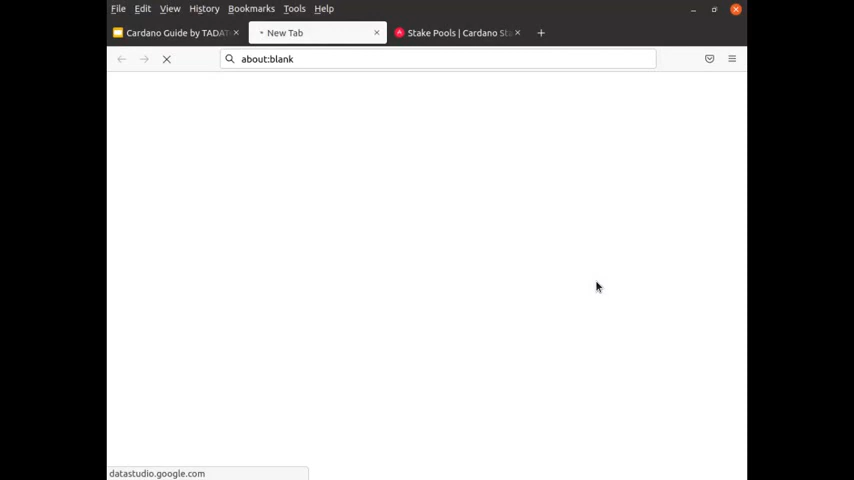 File Edit View History Bookmarks Tools Help
Cardano Guide by TADAT
New Tab
Stake Pools | Cardano Sta
about:blank
datastudio.google.com